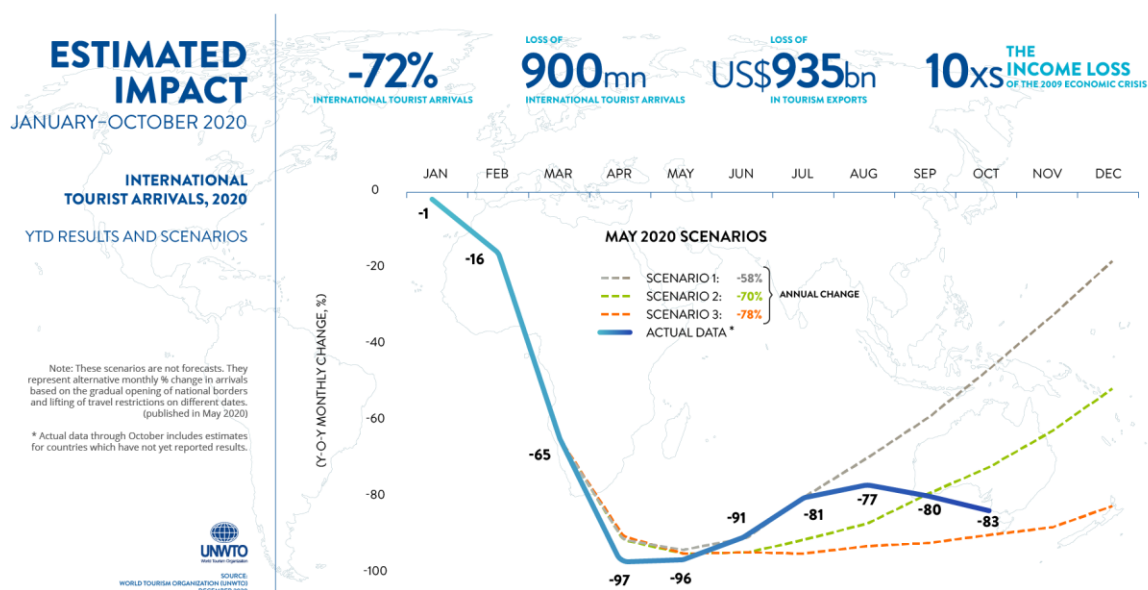 ESTIMATED
IMPACT
JANUARY–OCTOBER 2020
INTERNATIONAL
TOURIST ARRIVALS, 2020
YTD RESULTS AND SCENARIOS
Note: These scenarios are not forecasts. They
represent alternative monthly % change in arrivals
based on the gradual opening of national borders
and lifting of travel restrictions on different dates.
(published in May 2020)
* Actual data through October includes estimates
for countries which have not yet reported results.
UNWTO
World Tourism Organization
SOURCE:
WORLD TOURISM ORGANIZATION (UNWTO)
DECEMBER 2020
-72%
INTERNATIONAL TOURIST ARRIVALS
LOSS OF
900mn
INTERNATIONAL TOURIST ARRIVALS
LOSS OF
US$935bn
IN TOURISM EXPORTS
10xs THE
INCOME LOSS
OF THE 2009 ECONOMIC CRISIS
JAN FEB MAR APR MAY JUN JUL AUG SEP OCT NOV DEC
(Y-O-Y MONTHLY CHANGE, %)
0
-20
-40
-60
-80
-100
MAY 2020 SCENARIOS
SCENARIO 1: -58%
SCENARIO 2: -70%
SCENARIO 3: -78%
ANNUAL CHANGE
ACTUAL DATA *
-1
-16
-65
-97
-96
-91
-81
-77
-80
-83